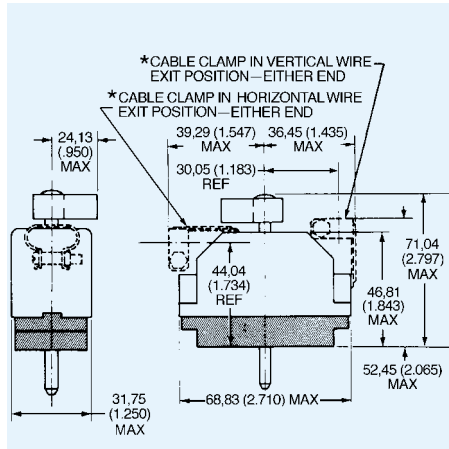 *CABLE CLAMP IN VERTICAL WIRE
EXIT POSITION—EITHER END
*CABLE CLAMP IN HORIZONTAL WIRE
EXIT POSITION—EITHER END
24,13
(.950)
MAX
39,29 (1.547)
MAX
36,45 (1.435)
MAX
30,05 (1.183)
REF
44,04
(1.734)
REF
71,04
(2.797)
MAX
46,81
(1.843)
MAX
52,45 (2.065)
MAX
31,75
(1.250)
MAX
68,83 (2.710) MAX